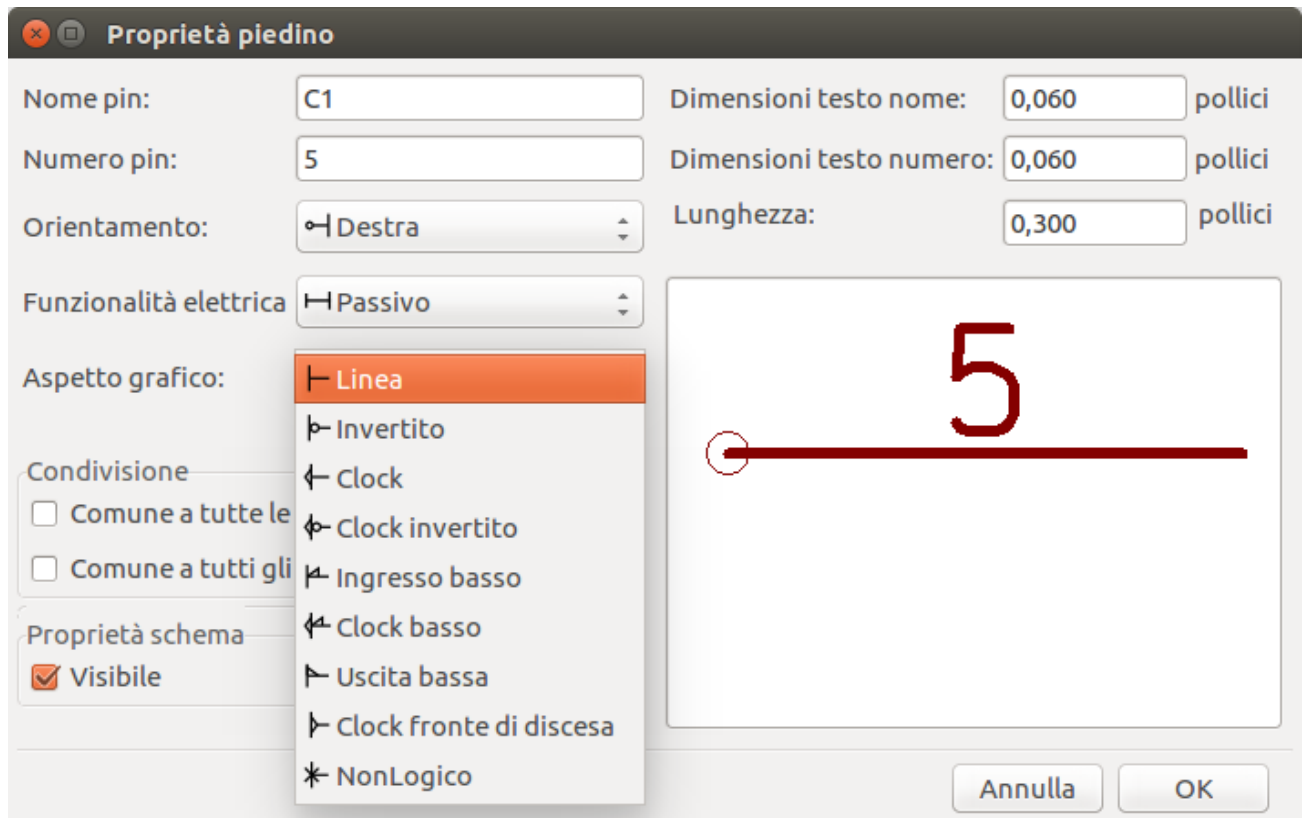 Proprietà piedino
Nome pin: C1
Dimensioni testo nome: 0,060 pollici
Numero pin: 5
Dimensioni testo numero: 0,060 pollici
Orientamento: Destra
Lunghezza: 0,300 pollici
Funzionalità elettrica Passivo
Aspetto grafico:
Linea
Invertito
Clock
Clock invertito
Ingresso basso
Clock basso
Uscita bassa
Clock fronte di discesa
NonLogico
Condivisione
Comune a tutte le
Comune a tutti gli
Proprietà schema
Visibile
5
Annulla
OK